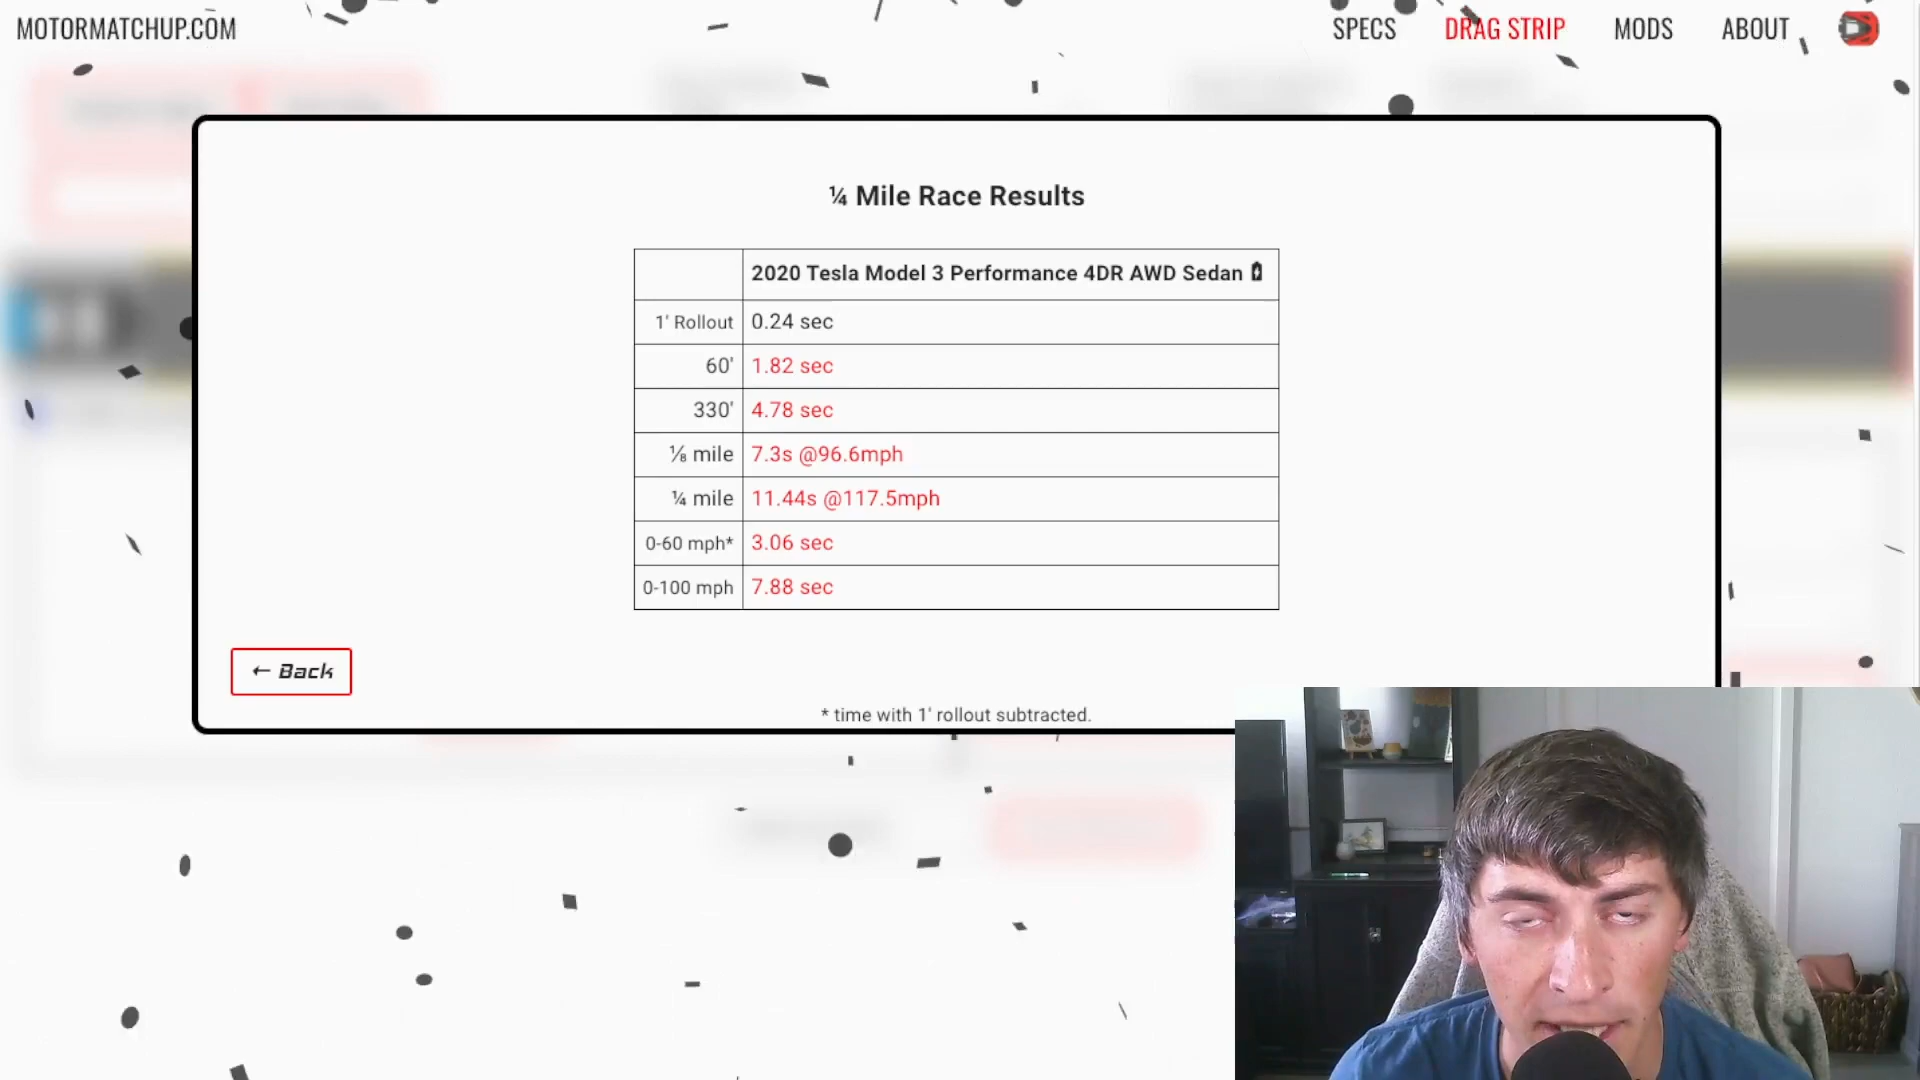 MOTORMATCHUP.COM
SPECS
DRAG STRIP
MODS
ABOUT
¼ Mile Race Results
2020 Tesla Model 3 Performance 4DR AWD Sedan
1' Rollout 0.24 sec
60' 1.82 sec
330' 4.78 sec
⅛ mile 7.3s @96.6mph
¼ mile 11.44s @117.5mph
0-60 mph* 3.06 sec
0-100 mph 7.88 sec
← Back
* time with 1' rollout subtracted.